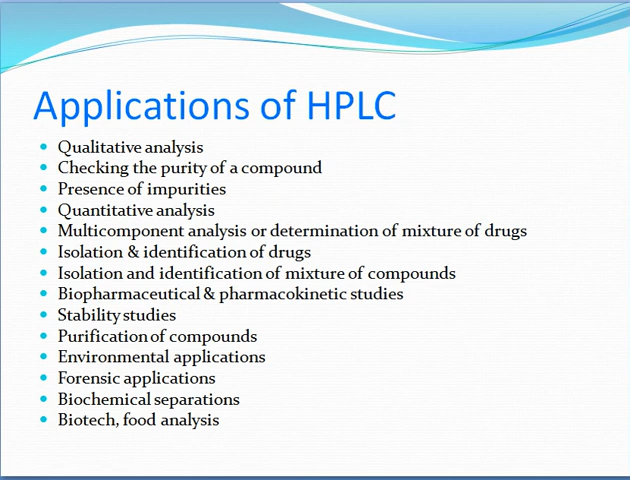 Applications of HPLC
Qualitative analysis
Checking the purity of a compound
Presence of impurities
Quantitative analysis
Multicomponent analysis or determination of mixture of drugs
Isolation & identification of drugs
Isolation and identification of mixture of compounds
Biopharmaceutical & pharmacokinetic studies
Stability studies
Purification of compounds
Environmental applications
Forensic applications
Biochemical separations
Biotech, food analysis